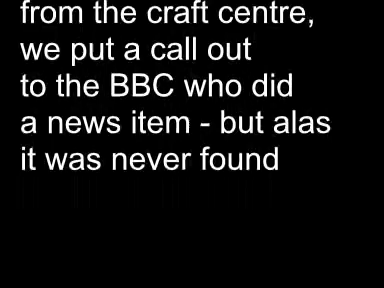 from the craft centre,
we put a call out
to the BBC who did
a news item - but alas
it was never found